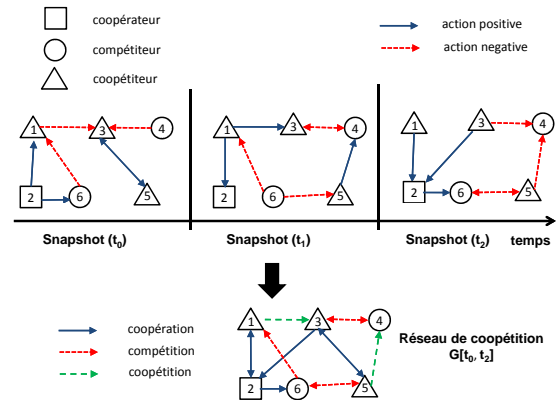 coopérateur
compétiteur
coopétiteur
action positive
action negative
1
3
4
2
6
5
1
3
4
2
6
5
1
3
4
2
6
5
Snapshot (t0)
Snapshot (t1)
Snapshot (t2)
temps
coopération
compétition
coopétition
1
3
4
2
6
5
Réseau de coopétition
G[t0, t2]